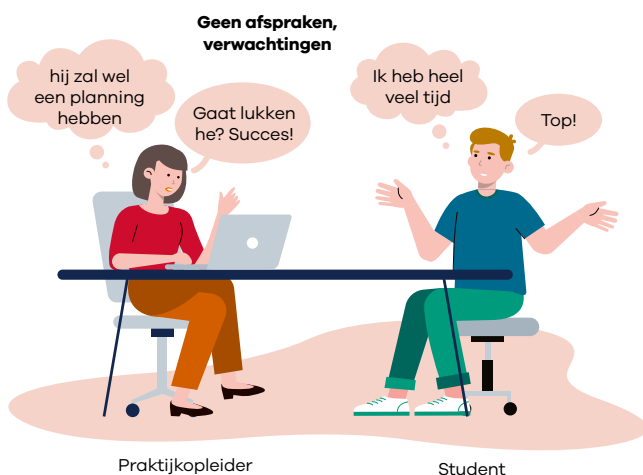 Geen afspraken,
verwachtingen
hij zal wel
een planning
hebben
Gaat lukken
he? Succes!
Ik heb heel
veel tijd
Top!
Praktijkopleider
Student